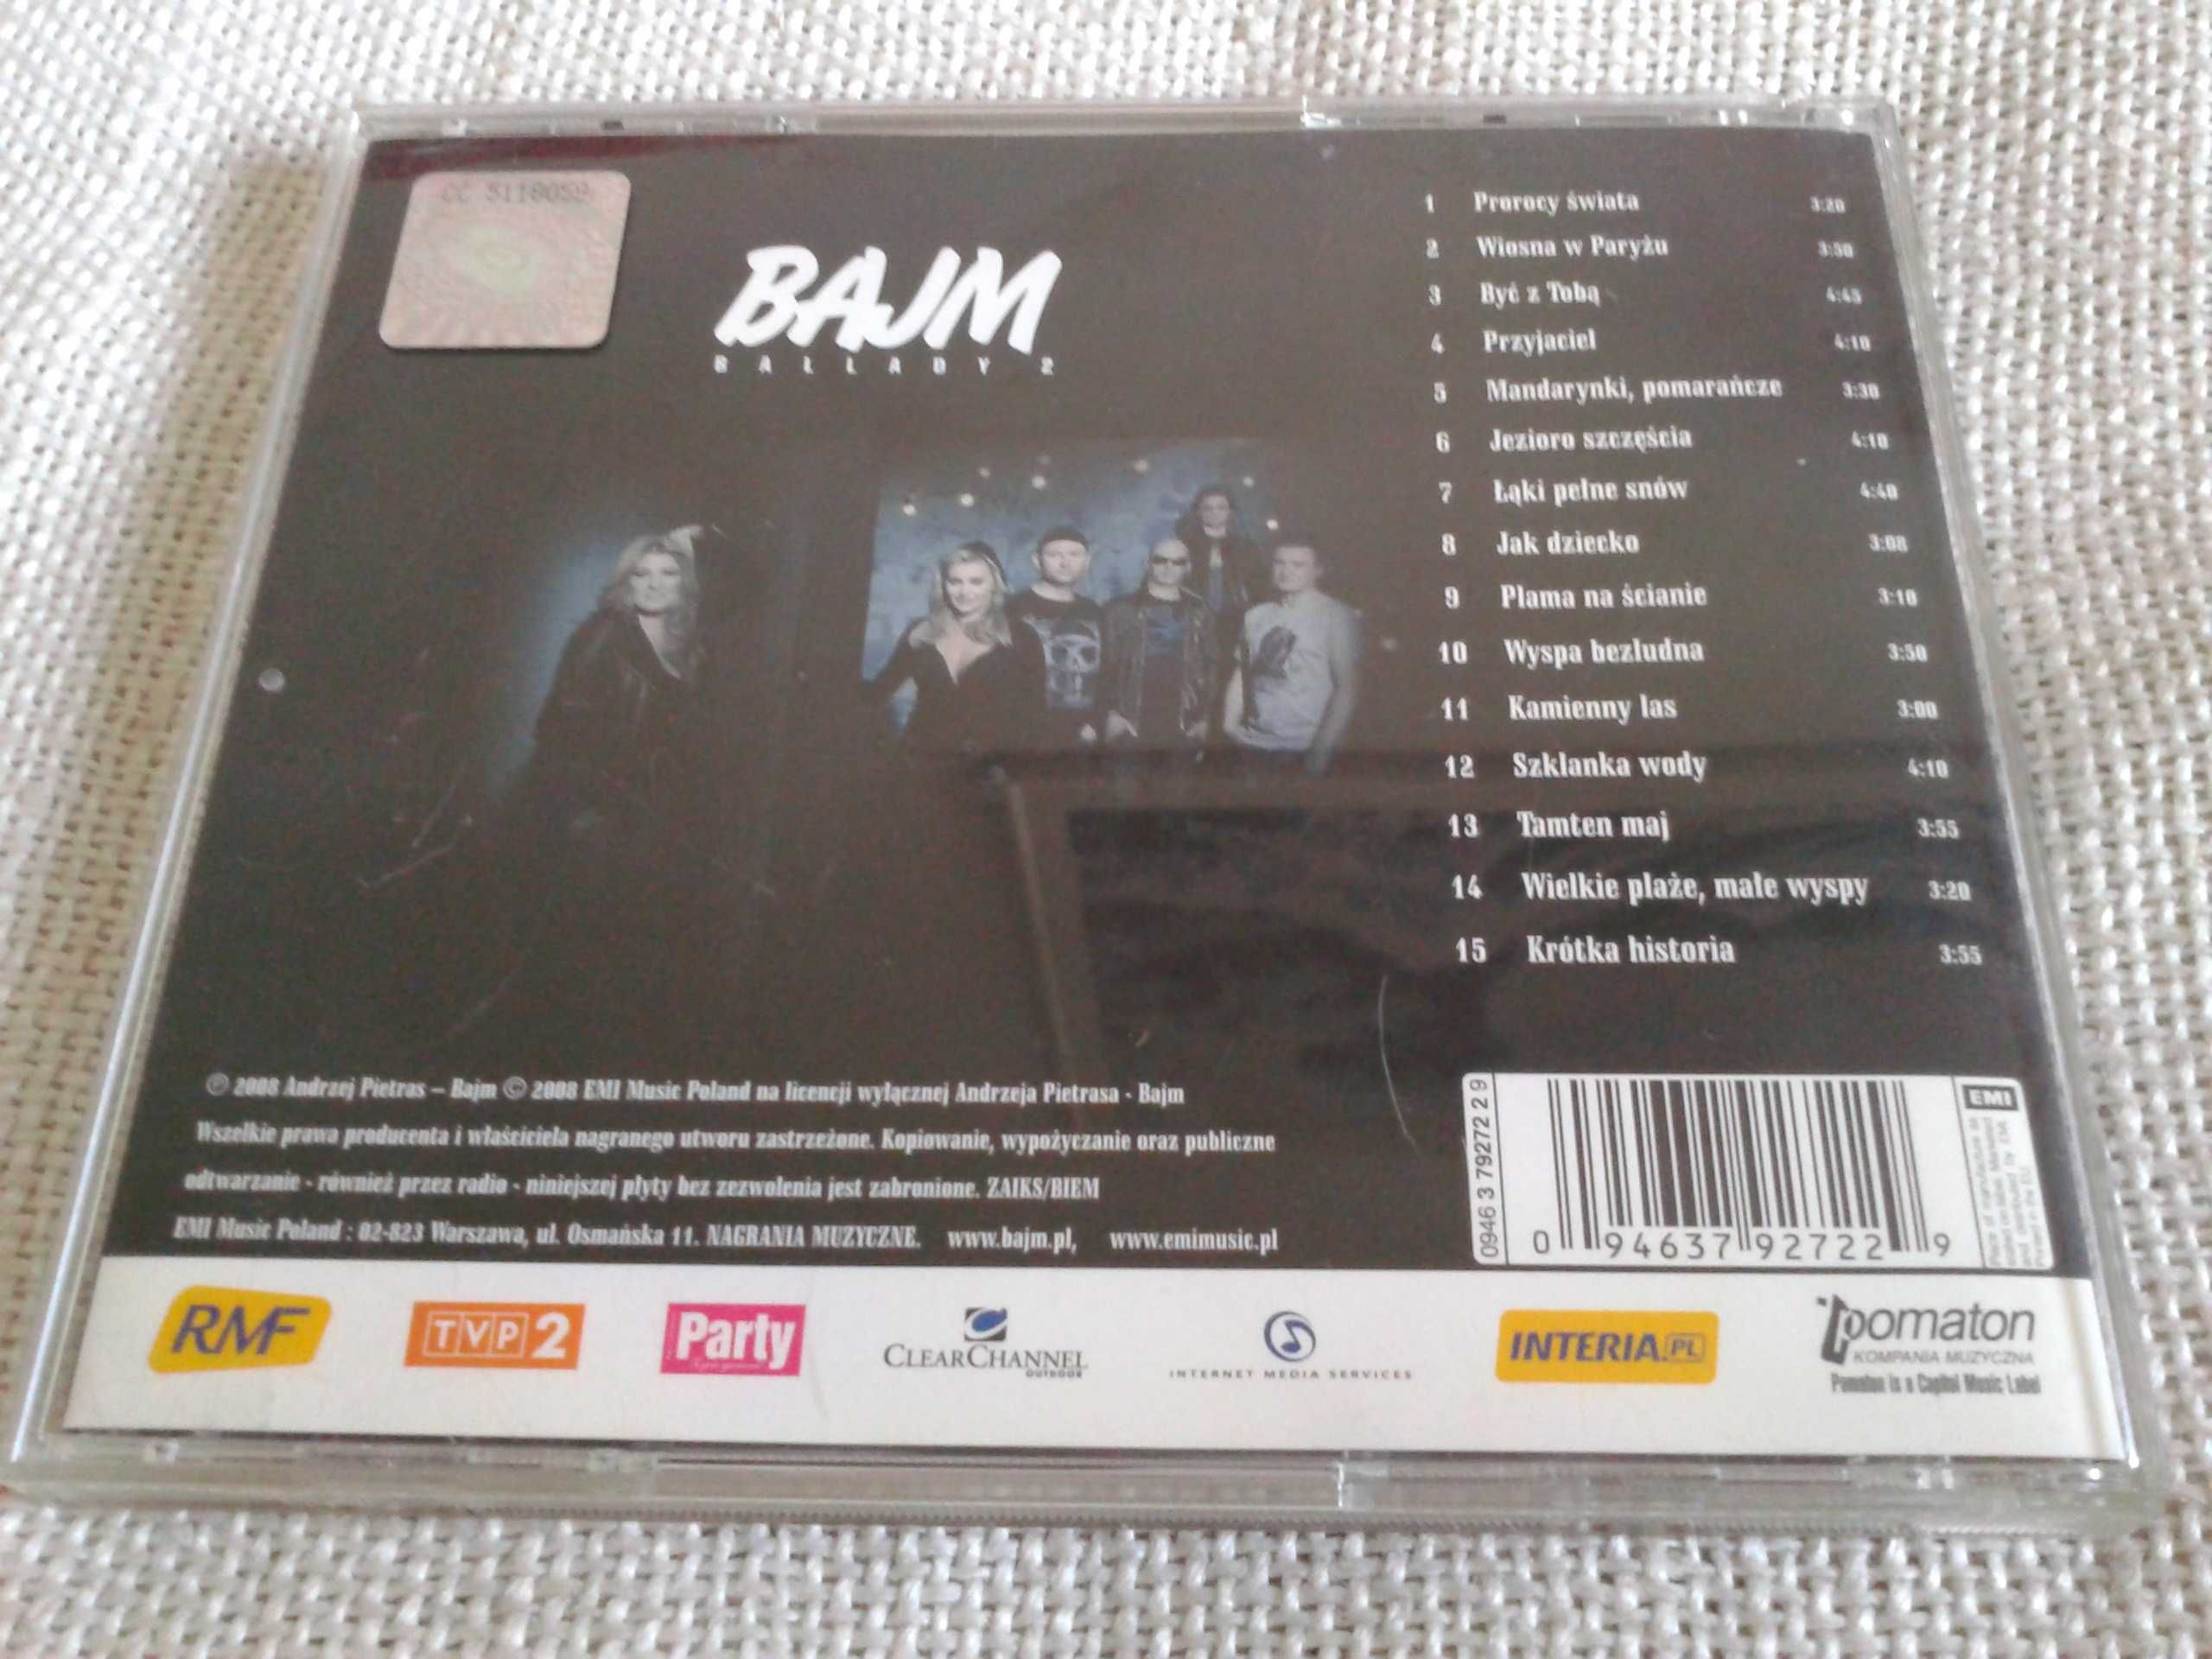 CC 5118059
BAJM
BALLADY 2
1 Prorocy świata 3:20
2 Wiosna w Paryżu 3:50
3 Być z Tobą 4:45
4 Przyjaciel 4:10
5 Mandarynki, pomarańcze 3:30
6 Jezioro szczęścia 4:10
7 Łąki pełne snów 4:40
8 Jak dziecko 3:08
9 Plama na ścianie 3:10
10 Wyspa bezludna 3:50
11 Kamienny las 3:00
12 Szklanka wody 4:10
13 Tamten maj 3:55
14 Wielkie plaże, małe wyspy 3:20
15 Krótka historia 3:55
℗ 2008 Andrzej Pietras – Bajm © 2008 EMI Music Poland na licencji wyłącznej Andrzeja Pietrasa - Bajm
Wszelkie prawa producenta i właściciela nagranego utworu zastrzeżone. Kopiowanie, wypożyczanie oraz publiczne
odtwarzanie - również przez radio - niniejszej płyty bez zezwolenia jest zabronione. ZAIKS/BIEM
EMI Music Poland : 02-823 Warszawa, ul. Osmańska 11. NAGRANIA MUZYCZNE. www.bajm.pl, www.emimusic.pl
0946 3 79272 2 9
0 94637 92722 9
EMI
RMF
TVP 2
Party
CLEARCHANNEL
OUTDOOR
INTERNET MEDIA SERVICES
INTERIA.PL
pomaton
KOMPANIA MUZYCZNA
Pomaton is a Capitol Music Label